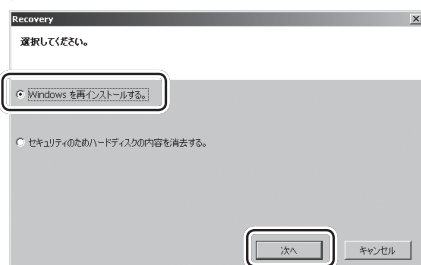 Recovery
選択してください。
Windows を再インストールする。
セキュリティのためハードディスクの内容を消去する。
次へ
キャンセル